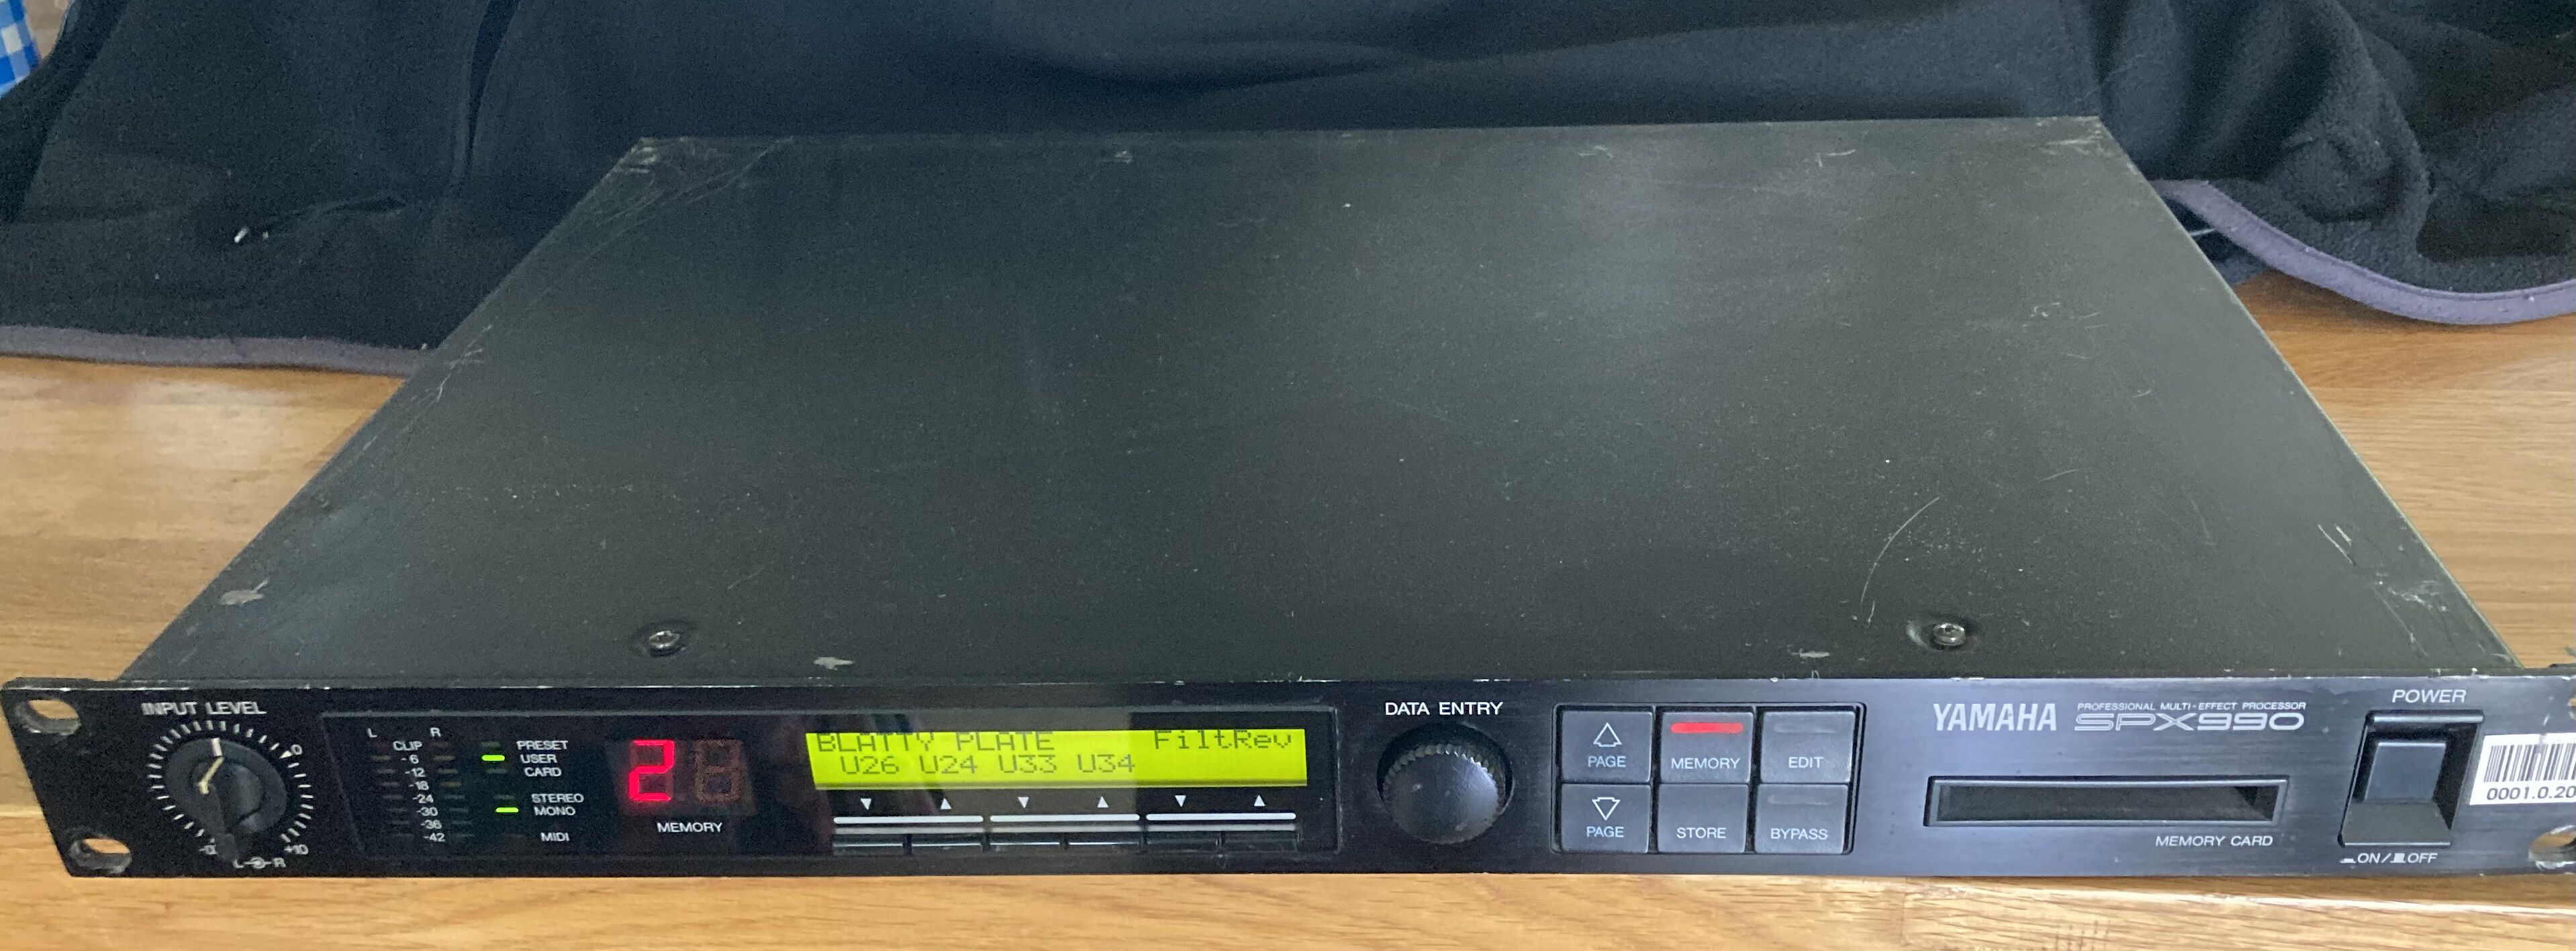 INPUT LEVEL
0
-∞
+10
L R
L R
CLIP
-6
-12
-18
-24
-30
-36
-42
PRESET
USER
CARD
STEREO
MONO
MIDI
2
MEMORY
BLATTY PLATE FiltRev
U26 U24 U33 U34
DATA ENTRY
PAGE
MEMORY
EDIT
PAGE
STORE
BYPASS
YAMAHA
PROFESSIONAL MULTI-EFFECT PROCESSOR
SPX990
MEMORY CARD
POWER
ON / OFF
0001.0.20